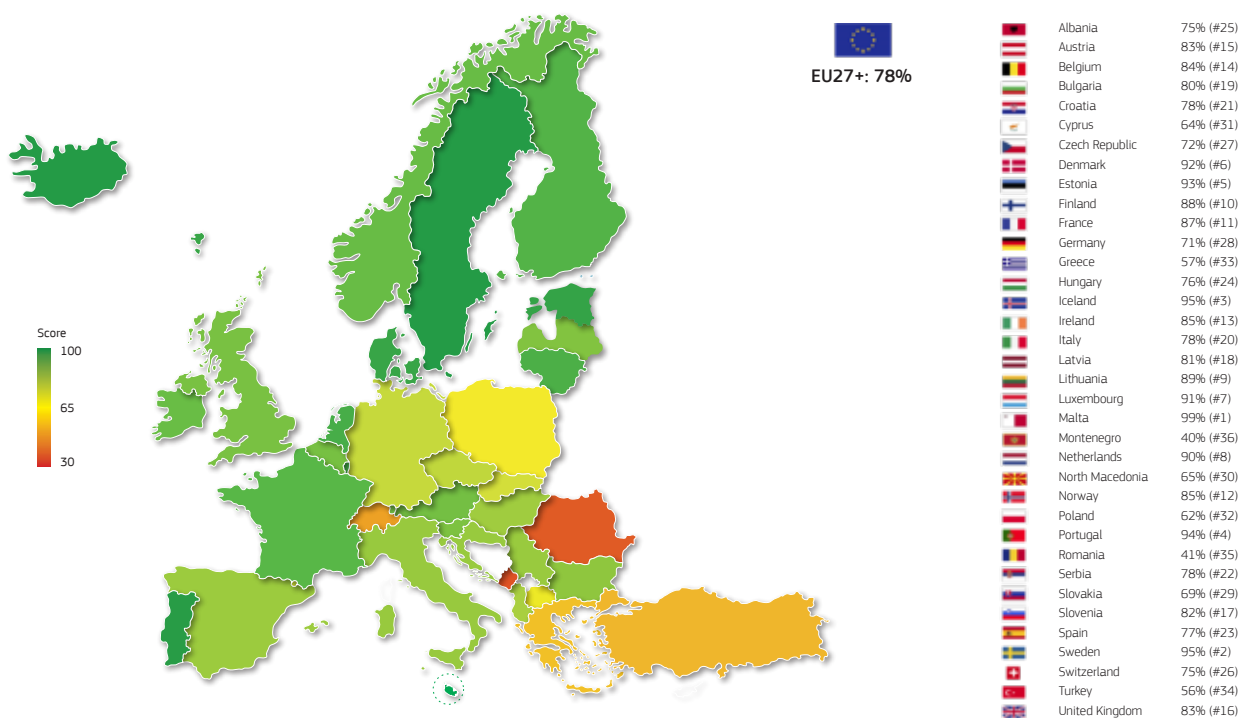 EU27+: 78%
Score
100
65
30
Albania 75% (#25)
Austria 83% (#15)
Belgium 84% (#14)
Bulgaria 80% (#19)
Croatia 78% (#21)
Cyprus 64% (#31)
Czech Republic 72% (#27)
Denmark 92% (#6)
Estonia 93% (#5)
Finland 88% (#10)
France 87% (#11)
Germany 71% (#28)
Greece 57% (#33)
Hungary 76% (#24)
Iceland 95% (#3)
Ireland 85% (#13)
Italy 78% (#20)
Latvia 81% (#18)
Lithuania 89% (#9)
Luxembourg 91% (#7)
Malta 99% (#1)
Montenegro 40% (#36)
Netherlands 90% (#8)
North Macedonia 65% (#30)
Norway 85% (#12)
Poland 62% (#32)
Portugal 94% (#4)
Romania 41% (#35)
Serbia 78% (#22)
Slovakia 69% (#29)
Slovenia 82% (#17)
Spain 77% (#23)
Sweden 95% (#2)
Switzerland 75% (#26)
Turkey 56% (#34)
United Kingdom 83% (#16)